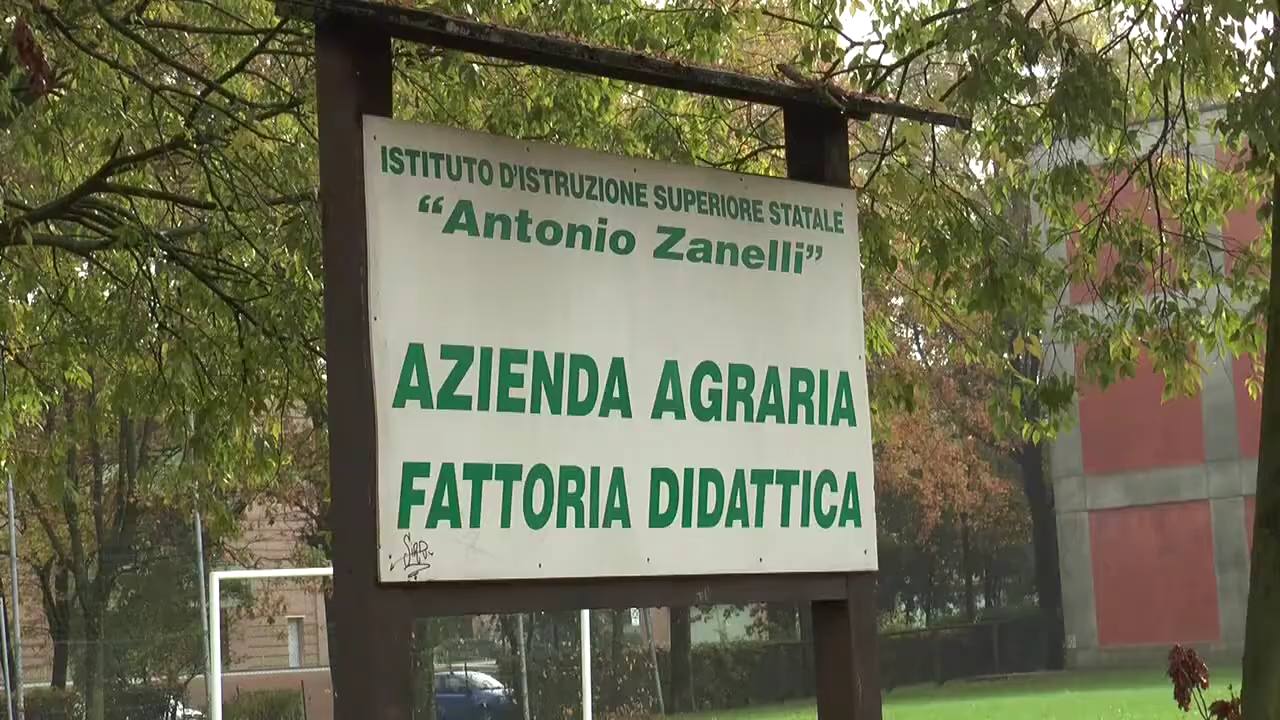 ISTITUTO D'ISTRUZIONE SUPERIORE STATALE
“Antonio Zanelli”
AZIENDA AGRARIA
FATTORIA DIDATTICA